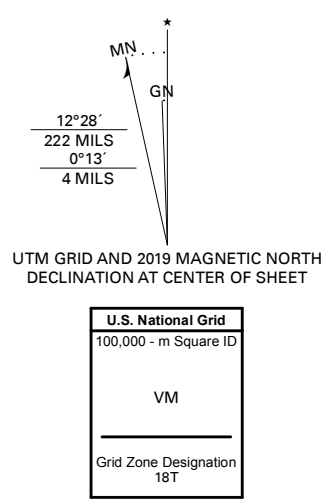 ★
MN
GN
12°28´
222 MILS
0°13´
4 MILS
UTM GRID AND 2019 MAGNETIC NORTH
DECLINATION AT CENTER OF SHEET
U.S. National Grid
100,000 - m Square ID
VM
Grid Zone Designation
18T